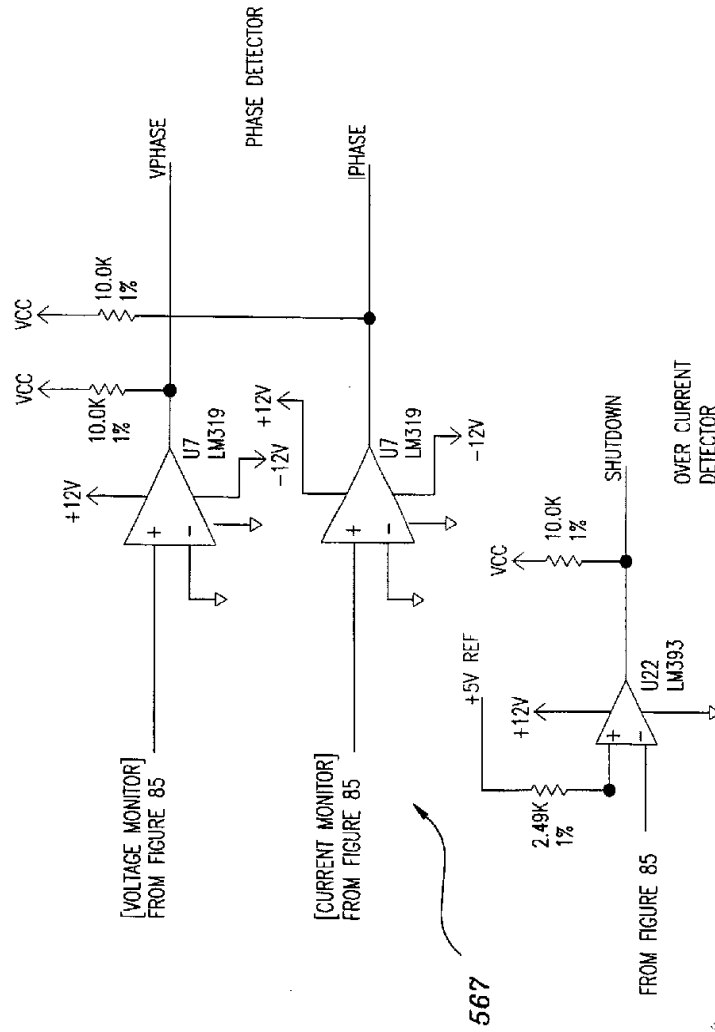 VCC
VCC
10.0K
1%
10.0K
1%
VPHASE
PHASE DETECTOR
+12V
U7
LM319
-12V
+
-
[VOLTAGE MONITOR]
FROM FIGURE 85
+12V
U7
LM319
-12V
IPHASE
+
-
[CURRENT MONITOR]
FROM FIGURE 85
567
+5V REF
VCC
10.0K
1%
SHUTDOWN
2.49K
1%
+12V
U22
LM393
+
-
OVER CURRENT
DETECTOR
FROM FIGURE 85